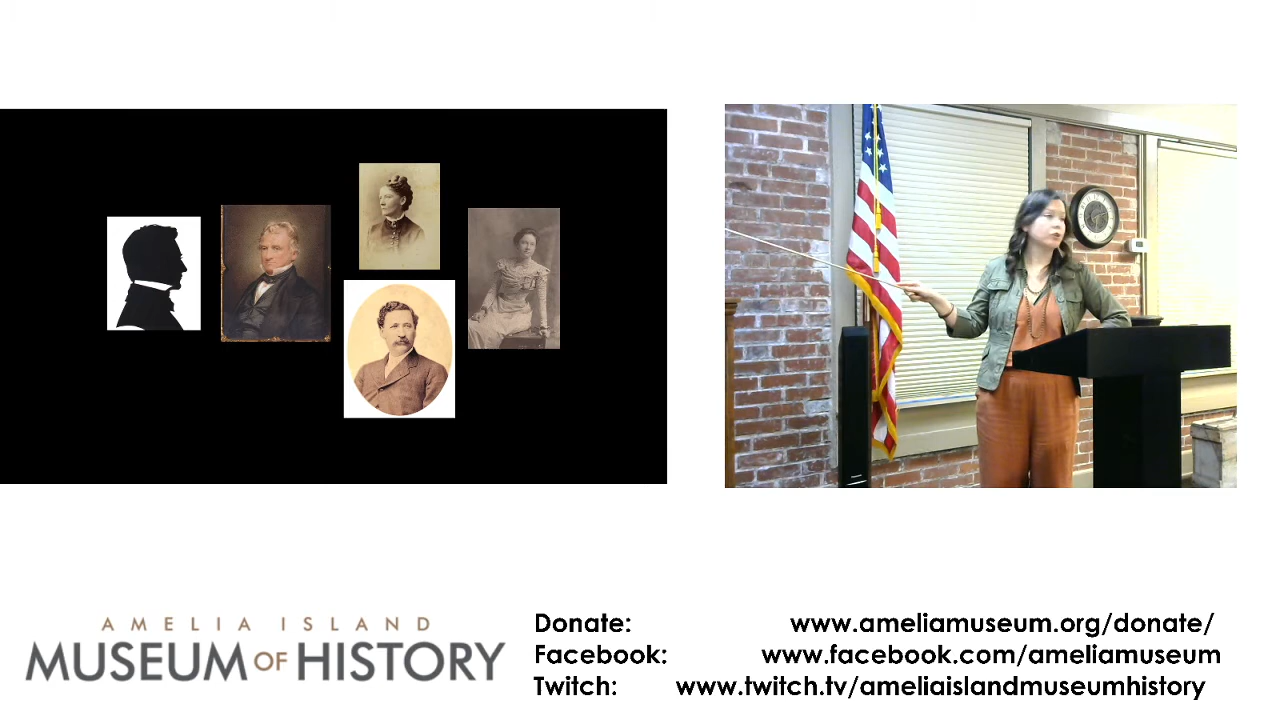 AMELIA ISLAND
MUSEUM OF HISTORY
Donate: www.ameliamuseum.org/donate/
Facebook: www.facebook.com/ameliamuseum
Twitch: www.twitch.tv/ameliaislandmuseumhistory